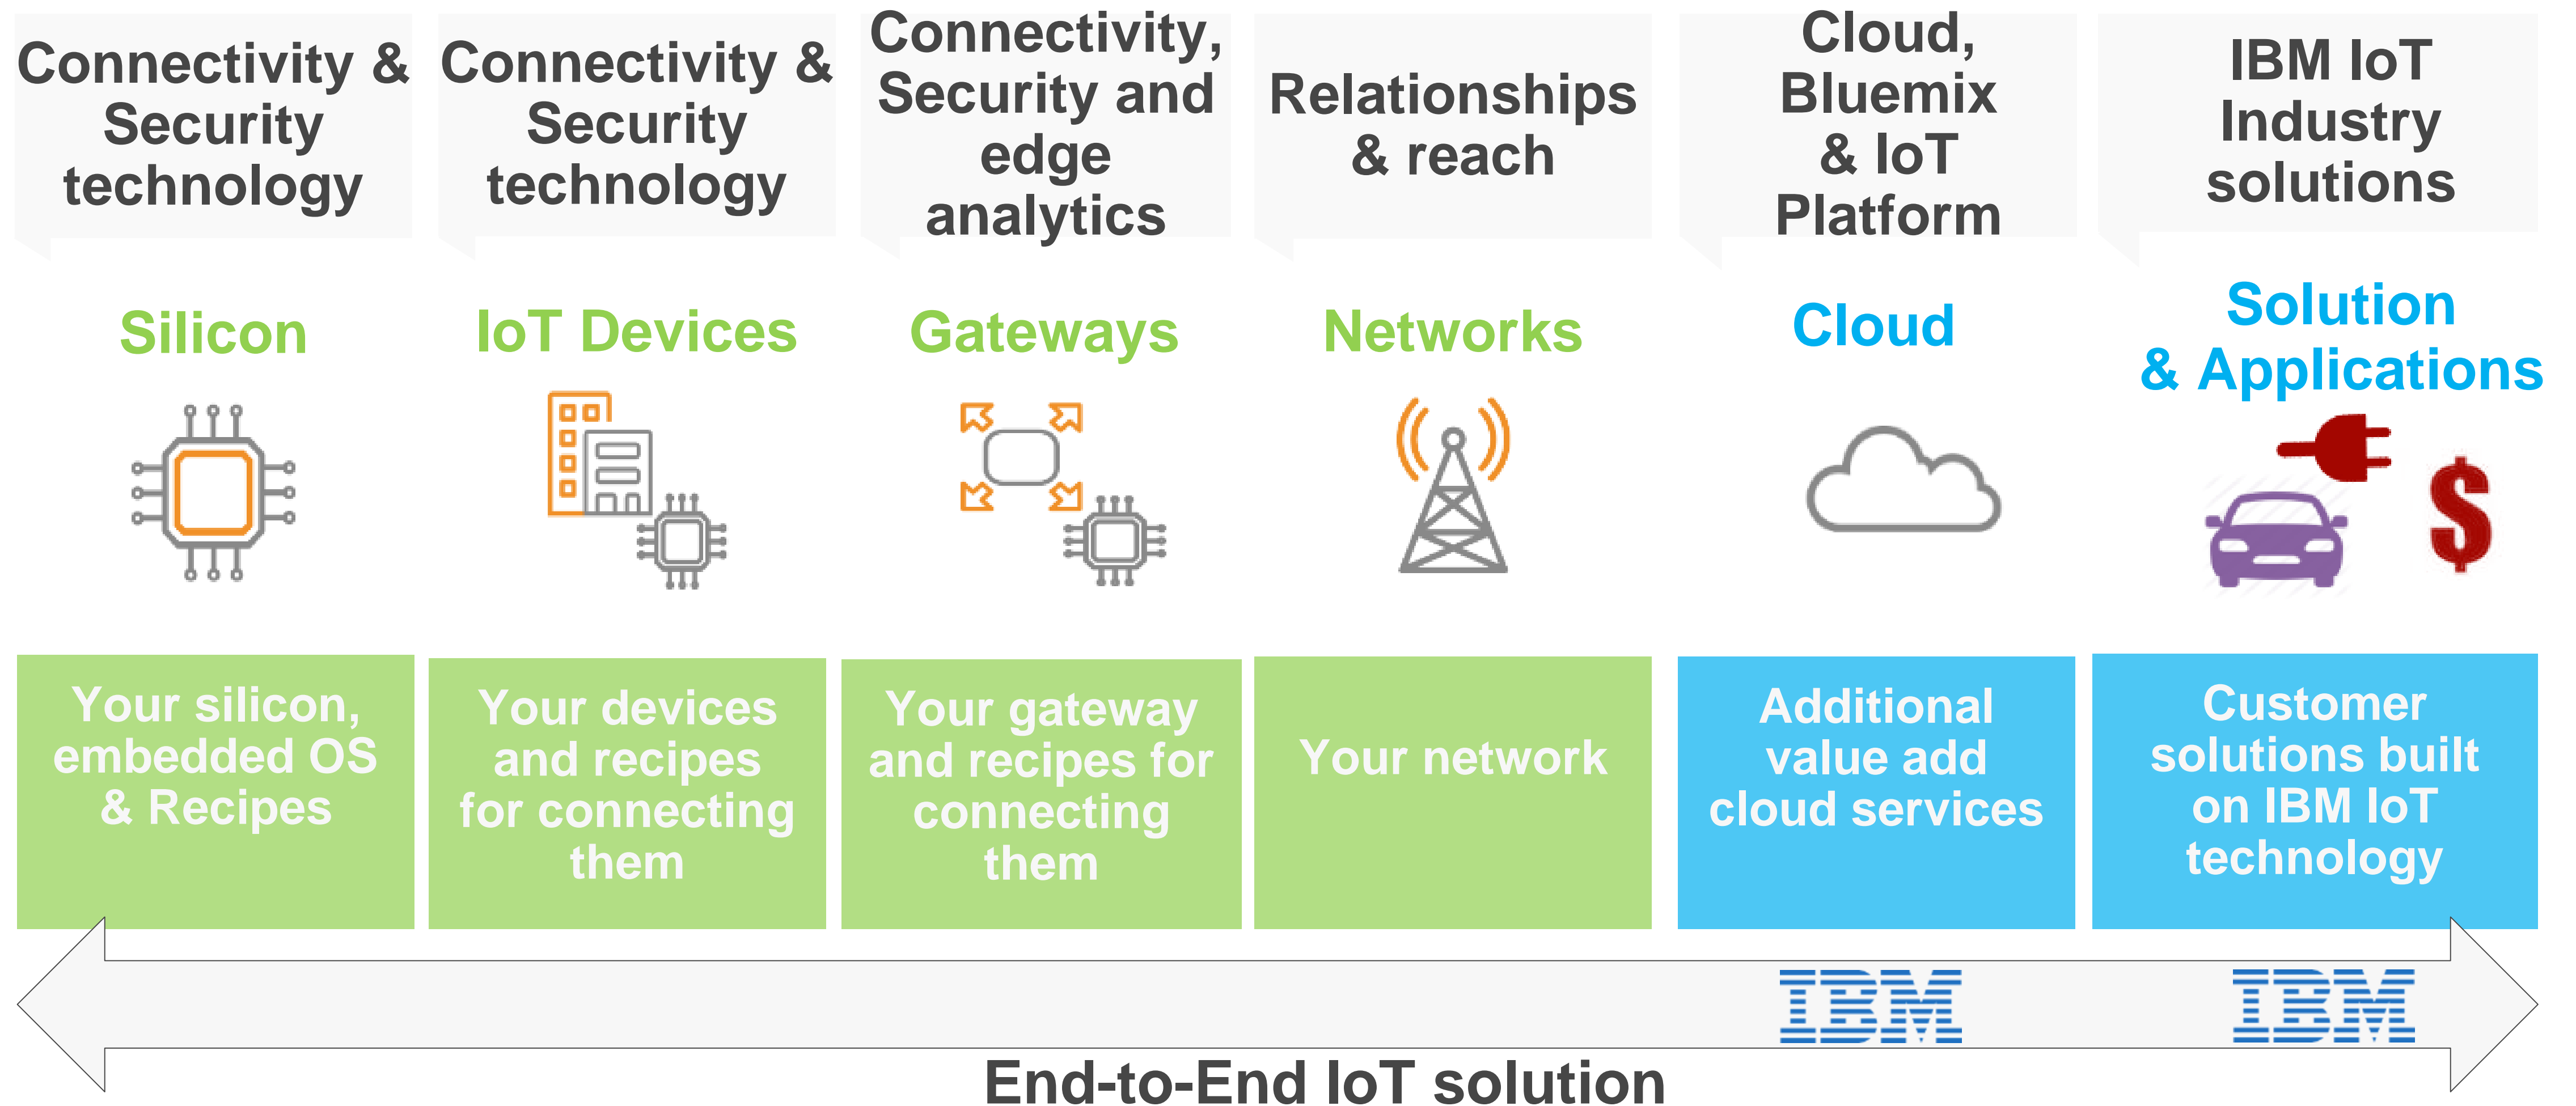 Connectivity &
Security
technology
Connectivity &
Security
technology
Connectivity,
Security and
edge
analytics
Relationships
& reach
Cloud,
Bluemix
& IoT
Platform
IBM IoT
Industry
solutions
Silicon
IoT Devices
Gateways
Networks
Cloud
Solution
& Applications
$
Your silicon,
embedded OS
& Recipes
Your devices
and recipes
for connecting
them
Your gateway
and recipes for
connecting
them
Your network
Additional
value add
cloud services
Customer
solutions built
on IBM IoT
technology
IBM
IBM
End-to-End IoT solution